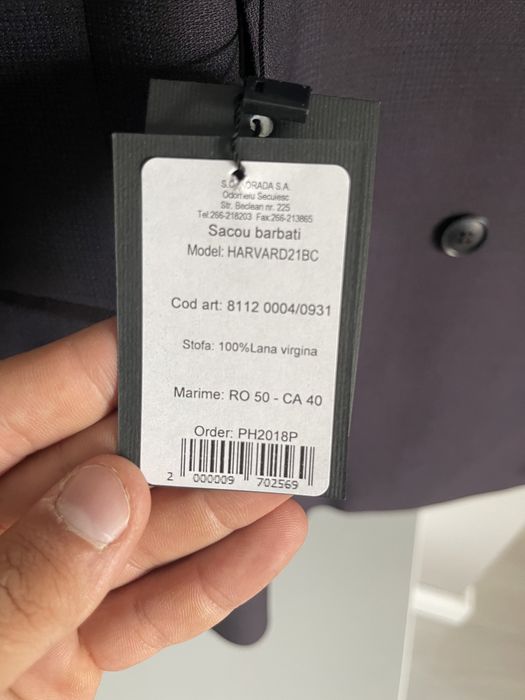 S.C. ORADA S.A.
Odorheiu Secuiesc
Str. Beclean nr. 225
Tel:266-218203 Fax:266-213865
Sacou barbati
Model: HARVARD21BC
Cod art: 8112 0004/0931
Stofa: 100%Lana virgina
Marime: RO 50 - CA 40
Order: PH2018P
2 000009 702569